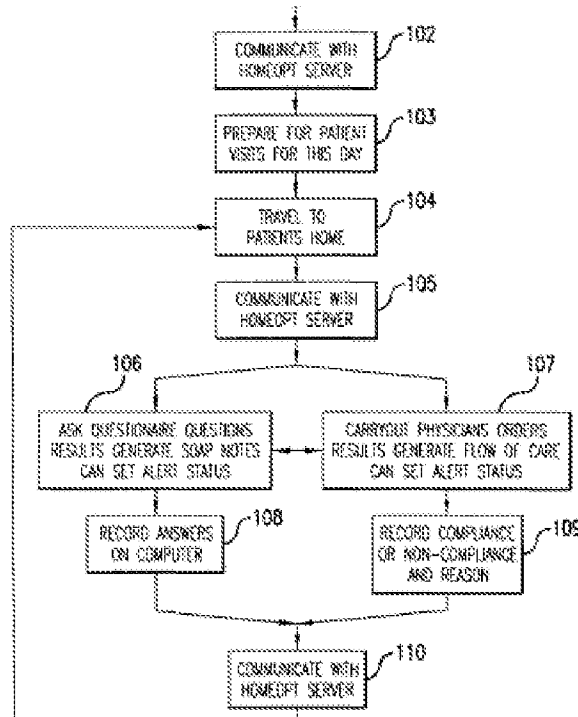 102
COMMUNICATE WITH
HOMEOPT SERVER
103
PREPARE FOR PATIENT
VISITS FOR THIS DAY
104
TRAVEL TO
PATIENTS HOME
105
COMMUNICATE WITH
HOMEOPT SERVER
106
ASK QUESTIONAIRE QUESTIONS
RESULTS GENERATE SOAP NOTES
CAN SET ALERT STATUS
107
CARRYOUT PHYSICIANS ORDERS
RESULTS GENERATE FLOW OF CARE
CAN SET ALERT STATUS
108
RECORD ANSWERS
ON COMPUTER
109
RECORD COMPLIANCE
OR NON-COMPLIANCE
AND REASON
110
COMMUNICATE WITH
HOMEOPT SERVER